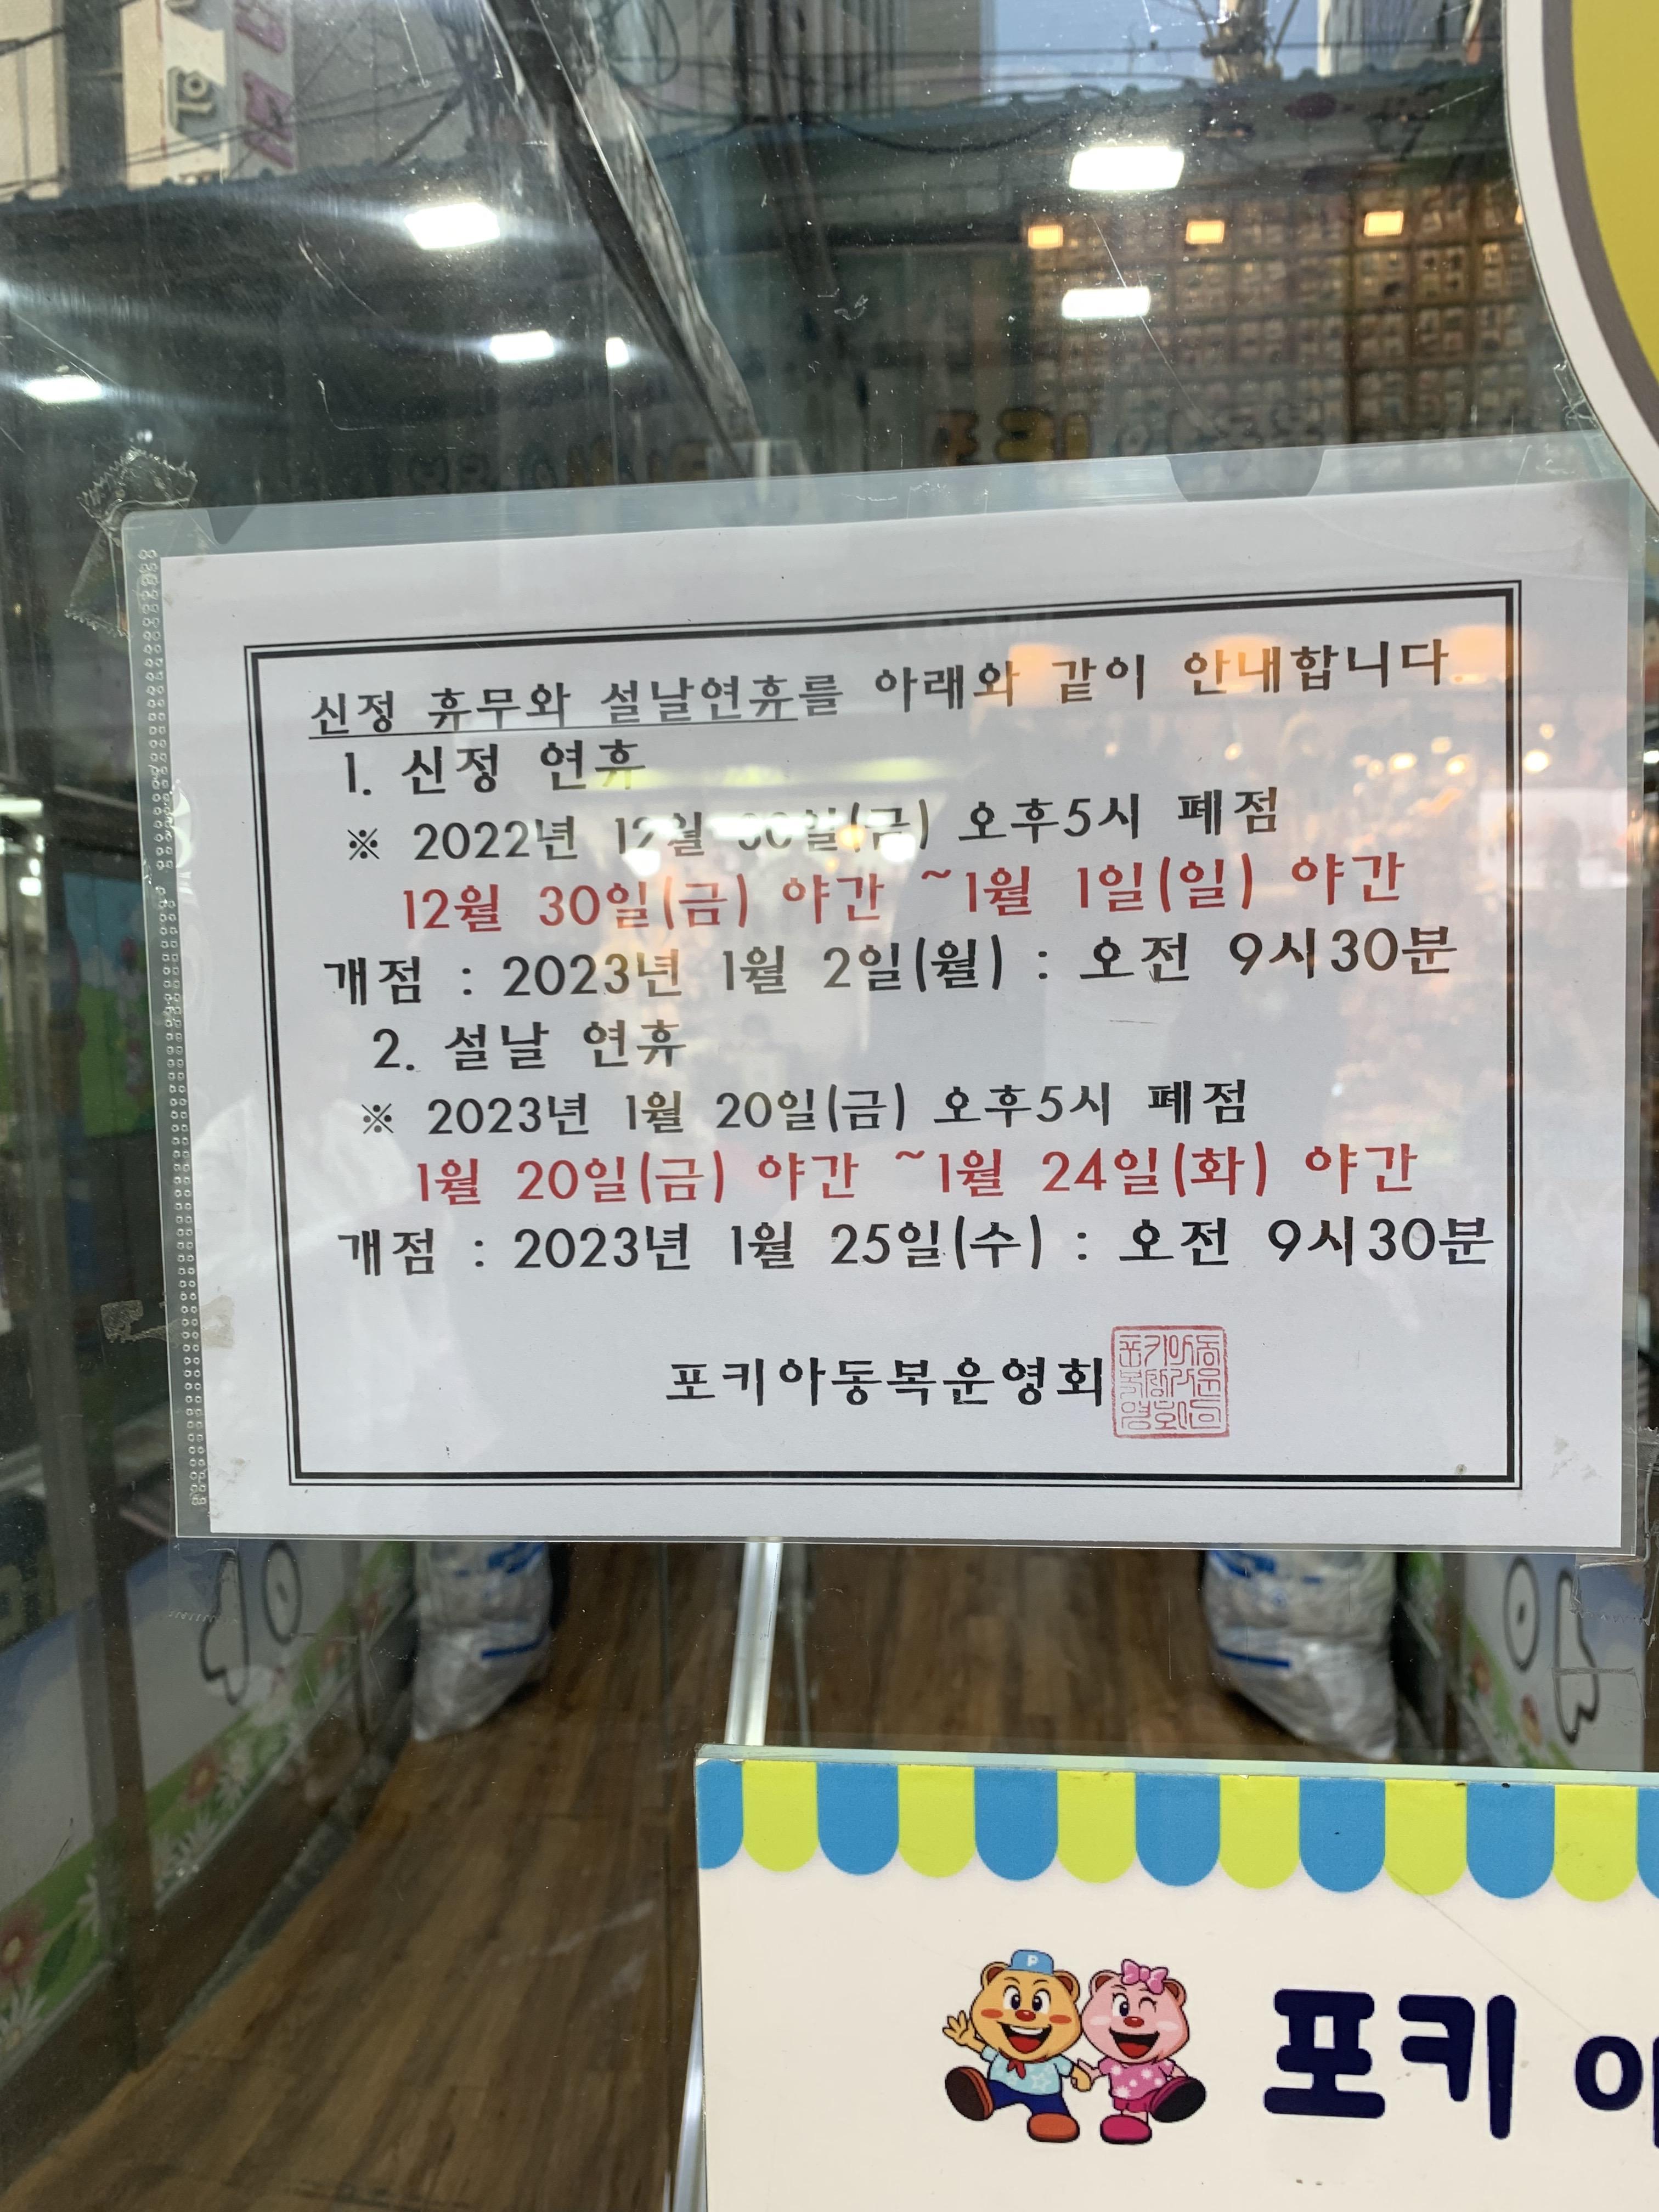 신정 휴무와 설날연휴를 아래와 같이 안내합니다
1. 신정 연휴
※ 2022년 12월 30일(금) 오후5시 폐점
12월 30일(금) 야간 ~1월 1일(일) 야간
개점 : 2023년 1월 2일(월) : 오전 9시30분
2. 설날 연휴
※ 2023년 1월 20일(금) 오후5시 폐점
1월 20일(금) 야간 ~1월 24일(화) 야간
개점 : 2023년 1월 25일(수) : 오전 9시30분
포키아동복운영회
P
포키 아